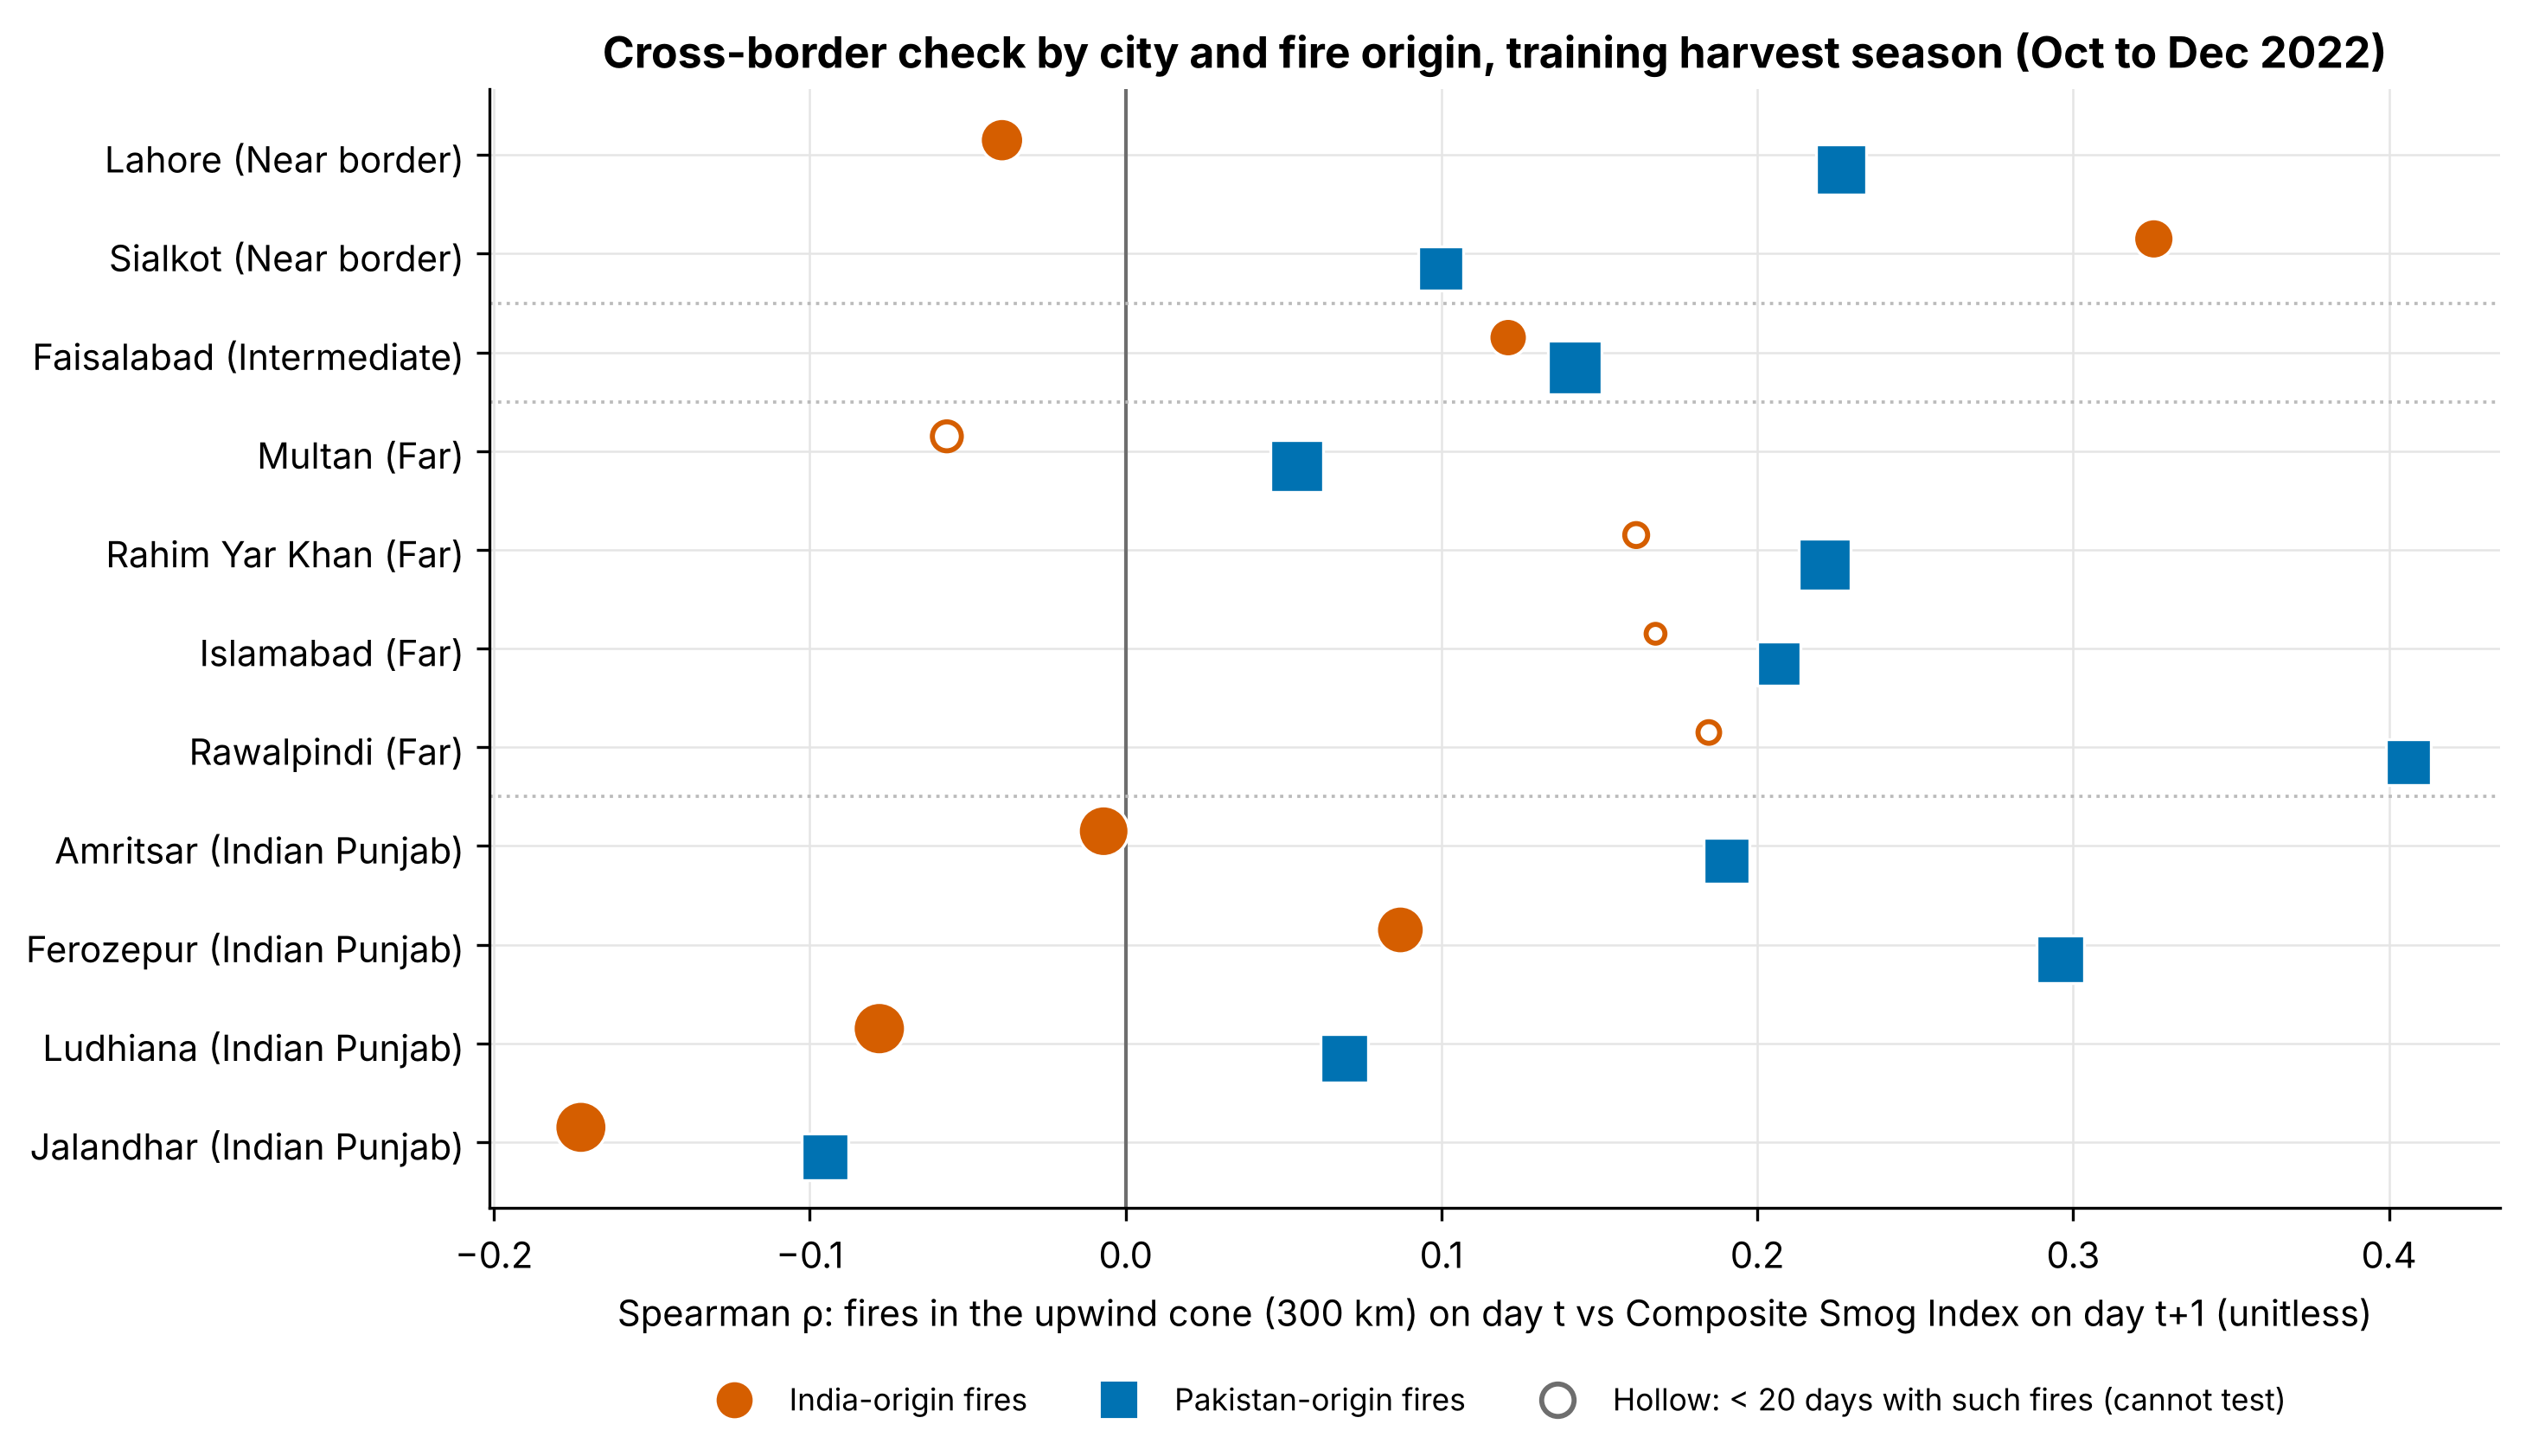 Cross-border check by city and fire origin, training harvest season (Oct to Dec 2022)
Lahore (Near border)
Sialkot (Near border)
Faisalabad (Intermediate)
Multan (Far)
Rahim Yar Khan (Far)
Islamabad (Far)
Rawalpindi (Far)
Amritsar (Indian Punjab)
Ferozepur (Indian Punjab)
Ludhiana (Indian Punjab)
Jalandhar (Indian Punjab)
−0.2 −0.1 0.0 0.1 0.2 0.3 0.4
Spearman ρ: fires in the upwind cone (300 km) on day t vs Composite Smog Index on day t+1 (unitless)
India-origin fires Pakistan-origin fires Hollow: < 20 days with such fires (cannot test)